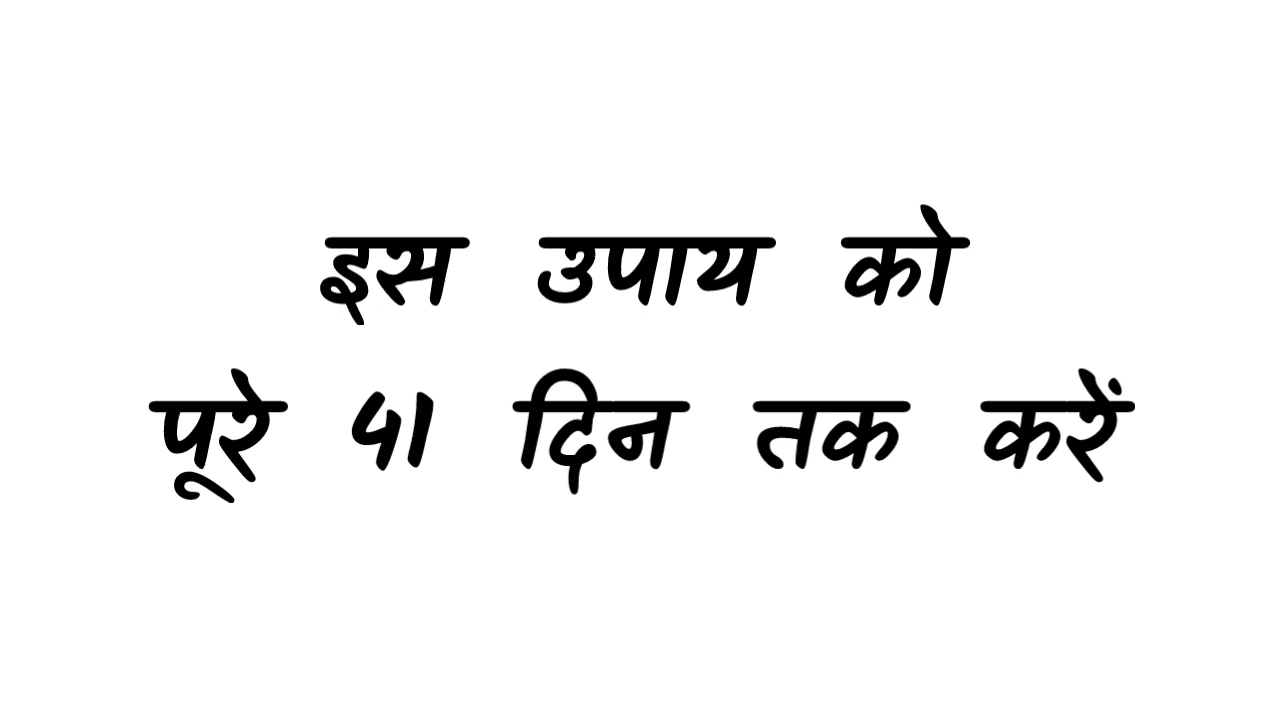 इस उपाय को
पूरे 41 दिन तक करें